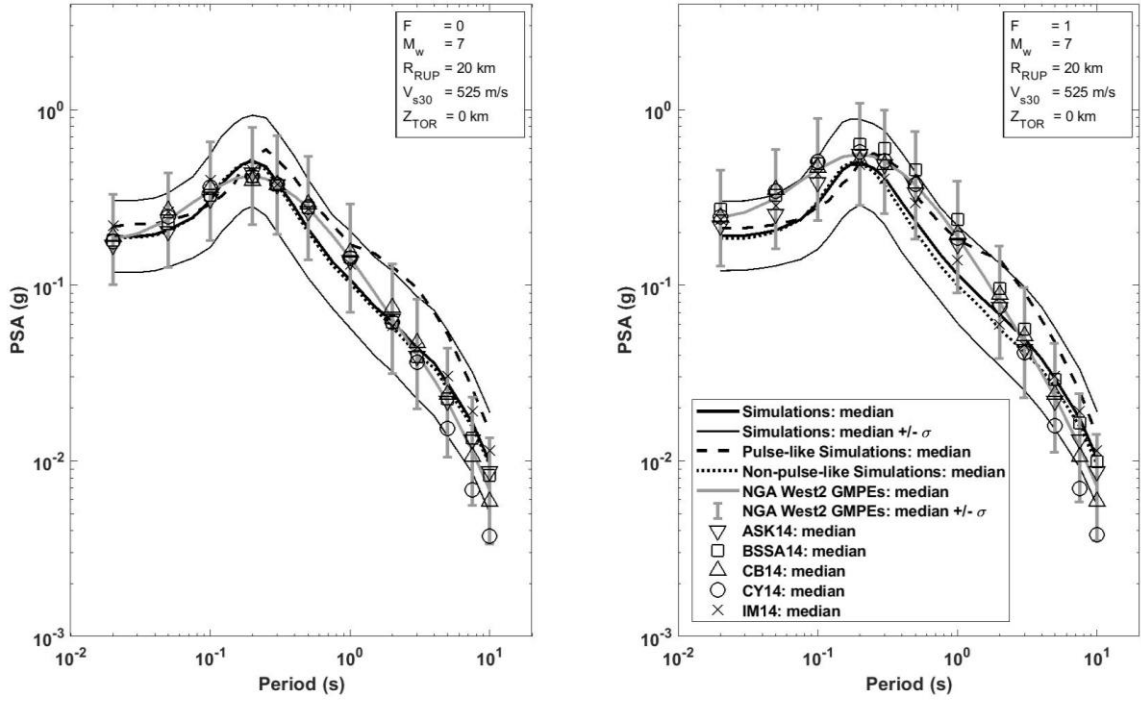 F = 0
M_w = 7
R_RUP = 20 km
V_s30 = 525 m/s
Z_TOR = 0 km
10^0
10^-1
10^-2
10^-3
PSA (g)
10^-2
10^-1
10^0
10^1
Period (s)
F = 1
M_w = 7
R_RUP = 20 km
V_s30 = 525 m/s
Z_TOR = 0 km
10^0
10^-1
10^-2
10^-3
PSA (g)
Simulations: median
Simulations: median +/- σ
Pulse-like Simulations: median
Non-pulse-like Simulations: median
NGA West2 GMPEs: median
NGA West2 GMPEs: median +/- σ
ASK14: median
BSSA14: median
CB14: median
CY14: median
IM14: median
10^-2
10^-1
10^0
10^1
Period (s)